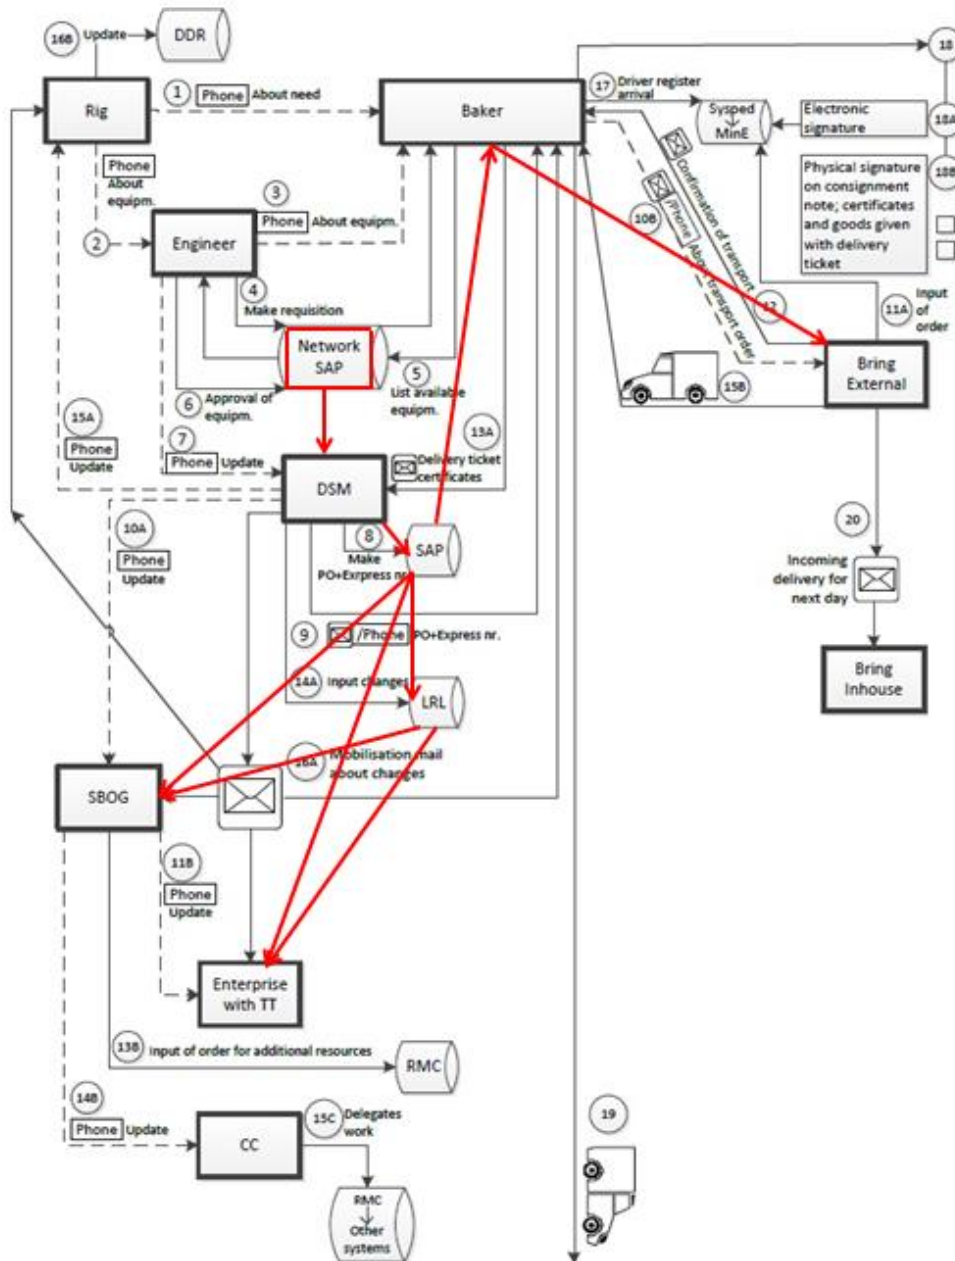 16B
Update
DDR
18
1
Phone
About need
Rig
Baker
17
Driver register
arrival
Sysped
MinE
Electronic
signature
18A
18B
Physical signature
on consignment
note; certificates
and goods given
with delivery
ticket
Phone
About
equipm.
2
3
Phone
About equipm.
Engineer
4
Make requisition
Confirmation of transport
12
10B
/Phone
About transport order
11A
Input
of
order
Network
SAP
5
List available
equipm.
6
Approval of
equipm.
Bring
External
15B
15A
Phone
Update
7
Phone
Update
13A
Delivery ticket
certificates
DSM
10A
Phone
Update
8
Make
PO+Exrpress nr.
SAP
20
Incoming
delivery for
next day
9
/Phone
PO+Express nr.
Bring
Inhouse
14A
Input changes
LRL
16A
Mobilisation mail
about changes
SBOG
11B
Phone
Update
Enterprise
with TT
13B
Input of order for additional resources
RMC
14B
Phone
Update
CC
15C
Delegates
work
19
RMC
Other
systems